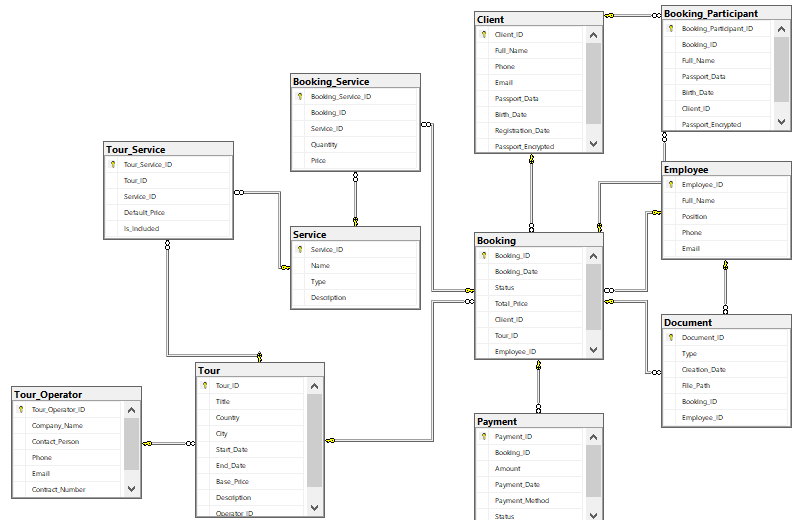 Client
Client_ID
Full_Name
Phone
Email
Passport_Data
Birth_Date
Registration_Date
Passport_Encrypted
Booking_Participant
Booking_Participant_ID
Booking_ID
Full_Name
Passport_Data
Birth_Date
Client_ID
Passport_Encrypted
Booking_Service
Booking_Service_ID
Booking_ID
Service_ID
Quantity
Price
Tour_Service
Tour_Service_ID
Tour_ID
Service_ID
Default_Price
Is_Included
Employee
Employee_ID
Full_Name
Position
Phone
Email
Service
Service_ID
Name
Type
Description
Booking
Booking_ID
Booking_Date
Status
Total_Price
Client_ID
Tour_ID
Employee_ID
Document
Document_ID
Type
Creation_Date
File_Path
Booking_ID
Employee_ID
Tour
Tour_ID
Title
Country
City
Start_Date
End_Date
Base_Price
Description
Operator_ID
Tour_Operator
Tour_Operator_ID
Company_Name
Contact_Person
Phone
Email
Contract_Number
Payment
Payment_ID
Booking_ID
Amount
Payment_Date
Payment_Method
Status